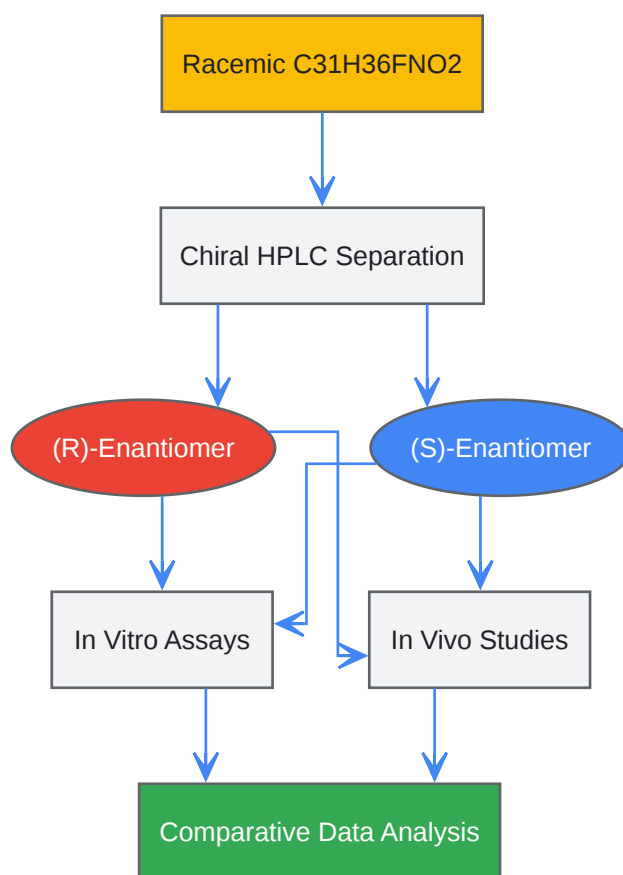 Racemic C31H36FNO2
Chiral HPLC Separation
(R)-Enantiomer
(S)-Enantiomer
In Vitro Assays
In Vivo Studies
Comparative Data Analysis